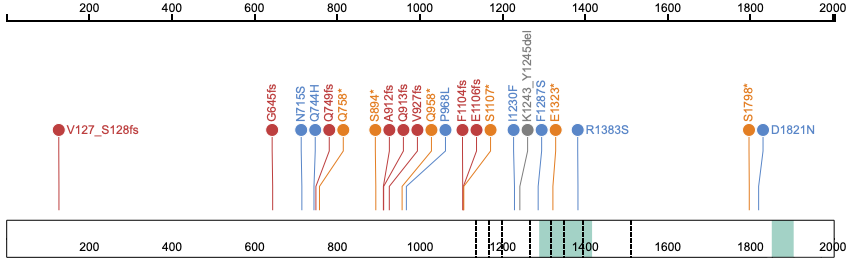 0 200 400 600 800 1000 1200 1400 1600 1800 2000
V127_S128fs
G645fs
N715S
Q744H
Q749fs
Q758*
S894*
A912fs
Q913fs
V927fs
Q958*
P968L
F1104fs
E1106fs
S1107*
I1230F
K1243_Y1245del
F1287S
E1323*
R1383S
S1798*
D1821N
200 400 600 800 1000 1200 1400 1600 1800 2000